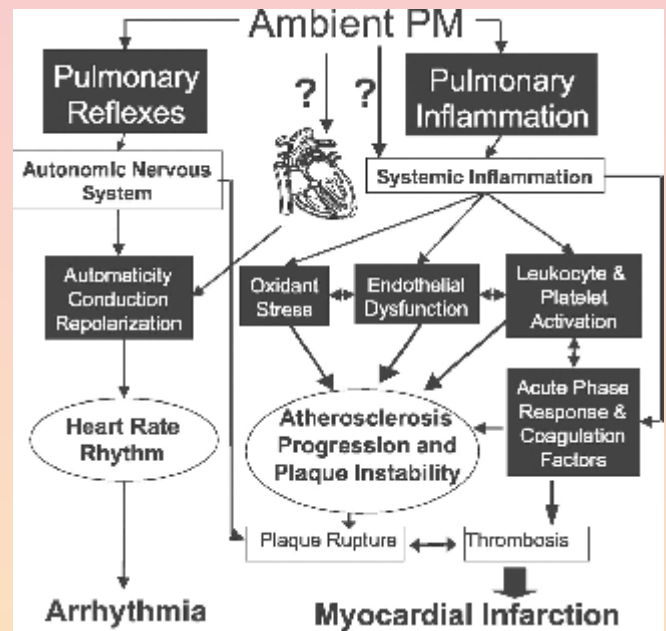 Ambient PM
Pulmonary
Reflexes
?
?
Pulmonary
Inflammation
Autonomic Nervous
System
Systemic Inflammation
Automaticity
Conduction
Repolarization
Oxidant
Stress
Endothelial
Dysfunction
Leukocyte &
Platelet
Activation
Heart Rate
Rhythm
Atherosclerosis
Progression and
Plaque Instability
Acute Phase
Response &
Coagulation
Factors
Plaque Rupture
Thrombosis
Arrhythmia
Myocardial Infarction